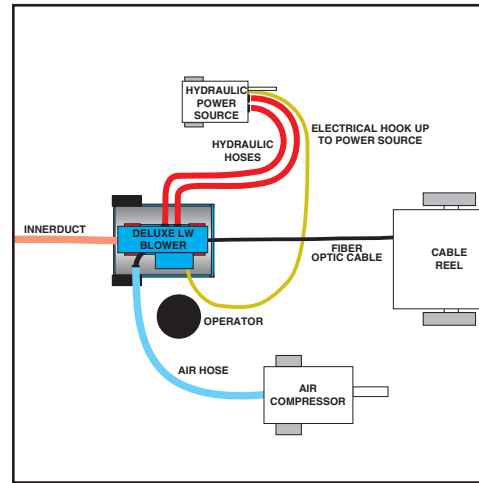 HYDRAULIC
POWER
SOURCE
ELECTRICAL HOOK UP
TO POWER SOURCE
HYDRAULIC
HOSES
INNERDUCT
DELUXE LW
BLOWER
FIBER
OPTIC CABLE
CABLE
REEL
OPERATOR
AIR HOSE
AIR
COMPRESSOR